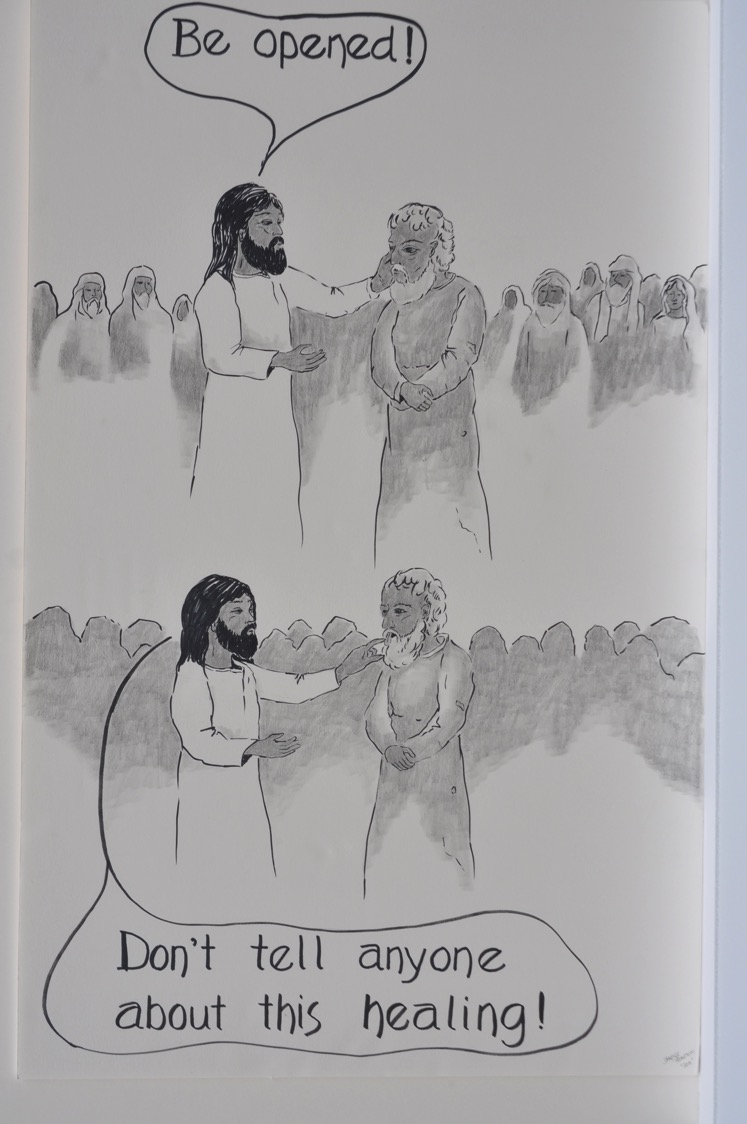 Be opened!
Don't tell anyone
about this healing!